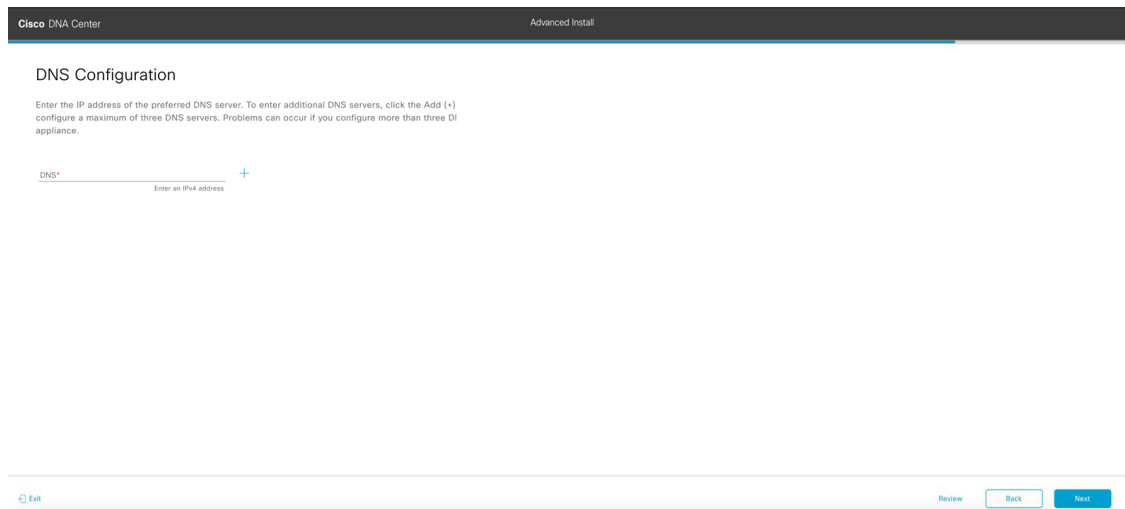 Cisco DNA Center
Advanced Install
DNS Configuration
Enter the IP address of the preferred DNS server. To enter additional DNS servers, click the Add (+)
configure a maximum of three DNS servers. Problems can occur if you configure more than three DI
appliance.
DNS*
+
Enter an IPv4 address
Exit
Review
Back
Next